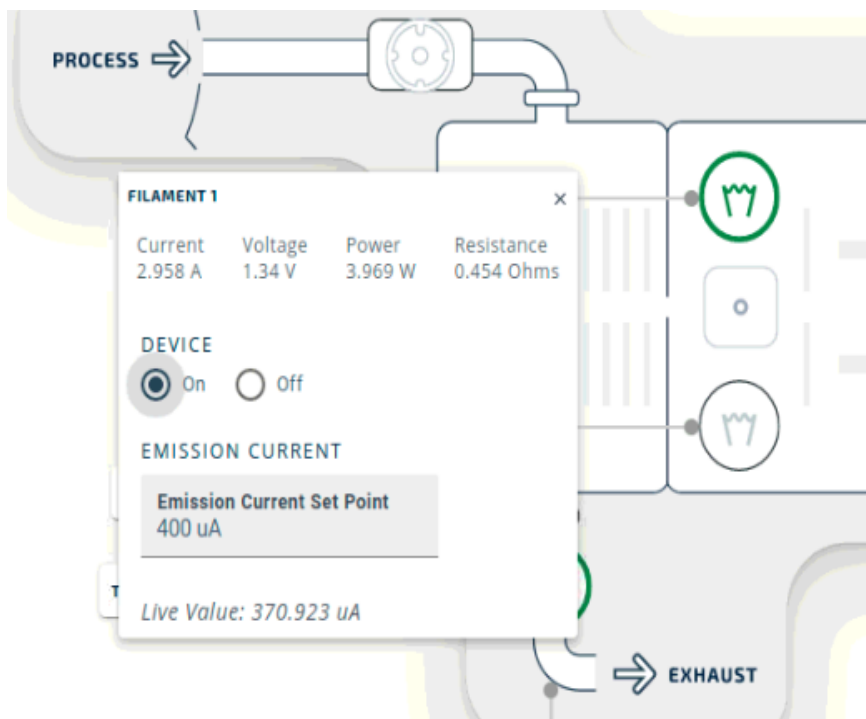 PROCESS
FILAMENT 1
×
Current Voltage Power Resistance
2.958 A 1.34 V 3.969 W 0.454 Ohms
DEVICE
On Off
EMISSION CURRENT
Emission Current Set Point
400 uA
T
Live Value: 370.923 uA
EXHAUST